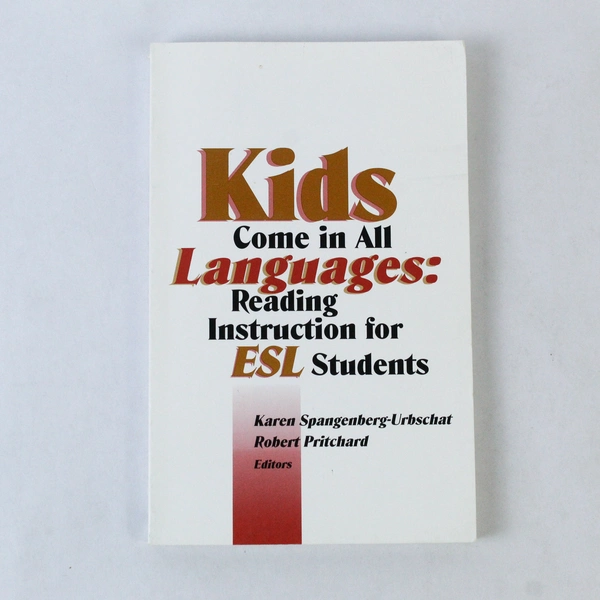 Kids
Come in All
Languages:
Reading
Instruction for
ESL Students
Karen Spangenberg-Urbschat
Robert Pritchard
Editors